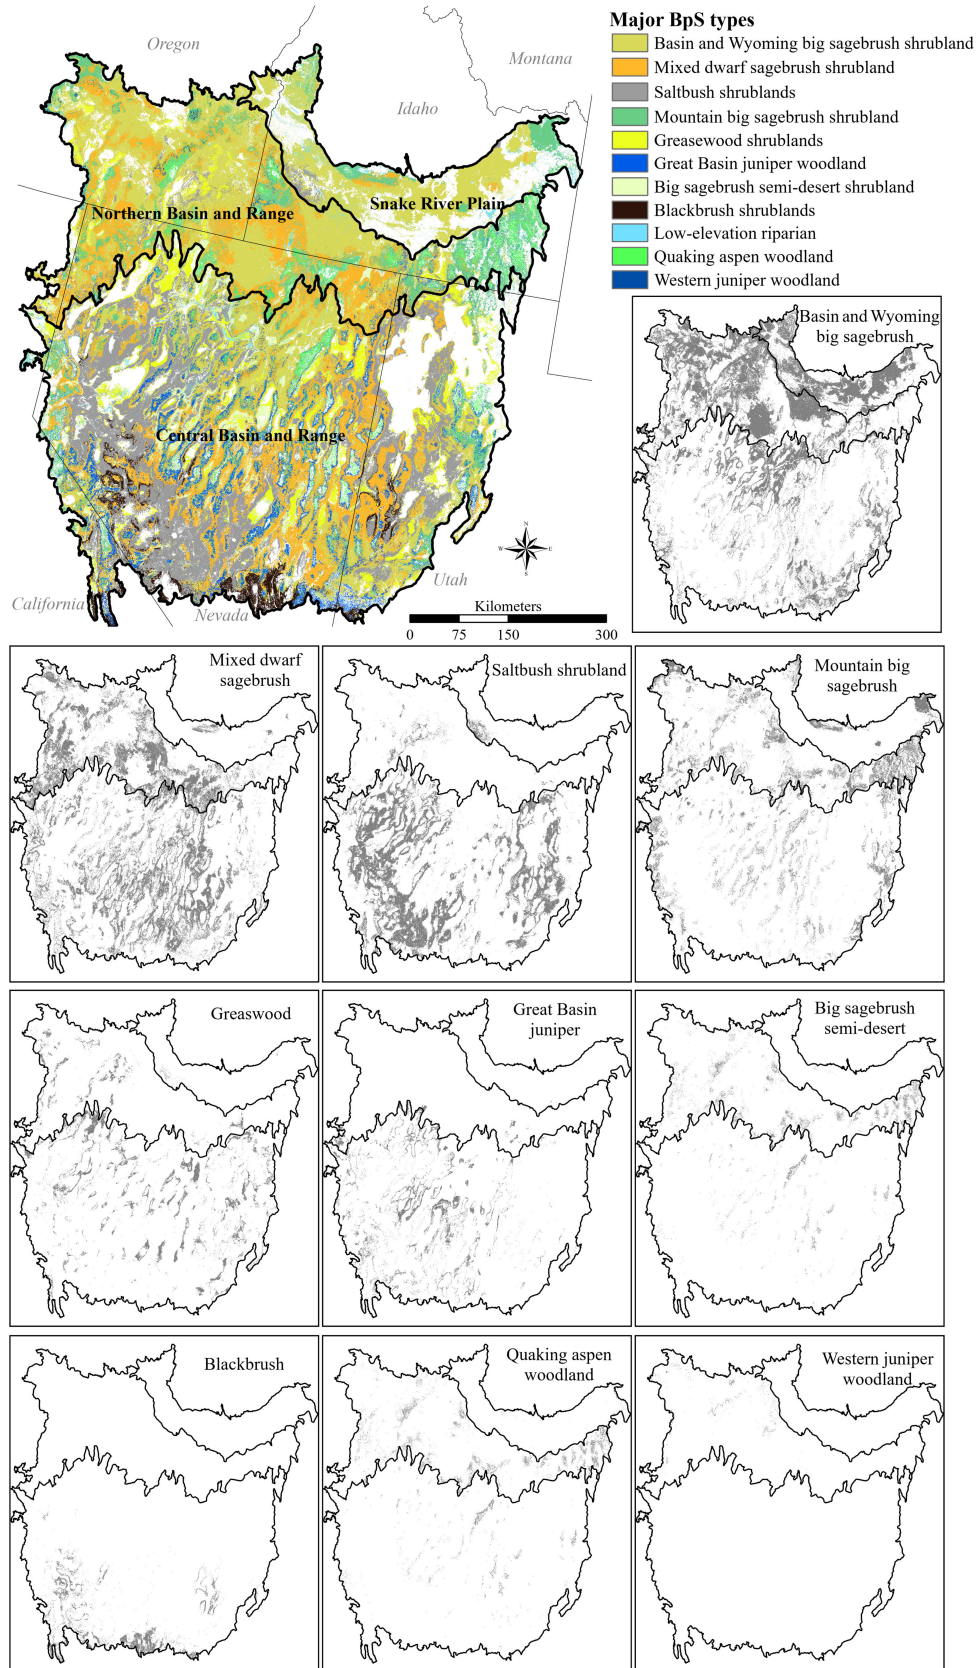 Major BpS types
Basin and Wyoming big sagebrush shrubland
Mixed dwarf sagebrush shrubland
Saltbush shrublands
Mountain big sagebrush shrubland
Greasewood shrublands
Great Basin juniper woodland
Big sagebrush semi-desert shrubland
Blackbrush shrublands
Low-elevation riparian
Quaking aspen woodland
Western juniper woodland
Oregon
Montana
Idaho
Northern Basin and Range
Snake River Plain
Central Basin and Range
California
Nevada
Utah
N
W
E
S
Kilometers
0 75 150 300
Basin and Wyoming
big sagebrush
Mixed dwarf
sagebrush
Saltbush shrubland
Mountain big
sagebrush
Greaswood
Great Basin
juniper
Big sagebrush
semi-desert
Blackbrush
Quaking aspen
woodland
Western juniper
woodland